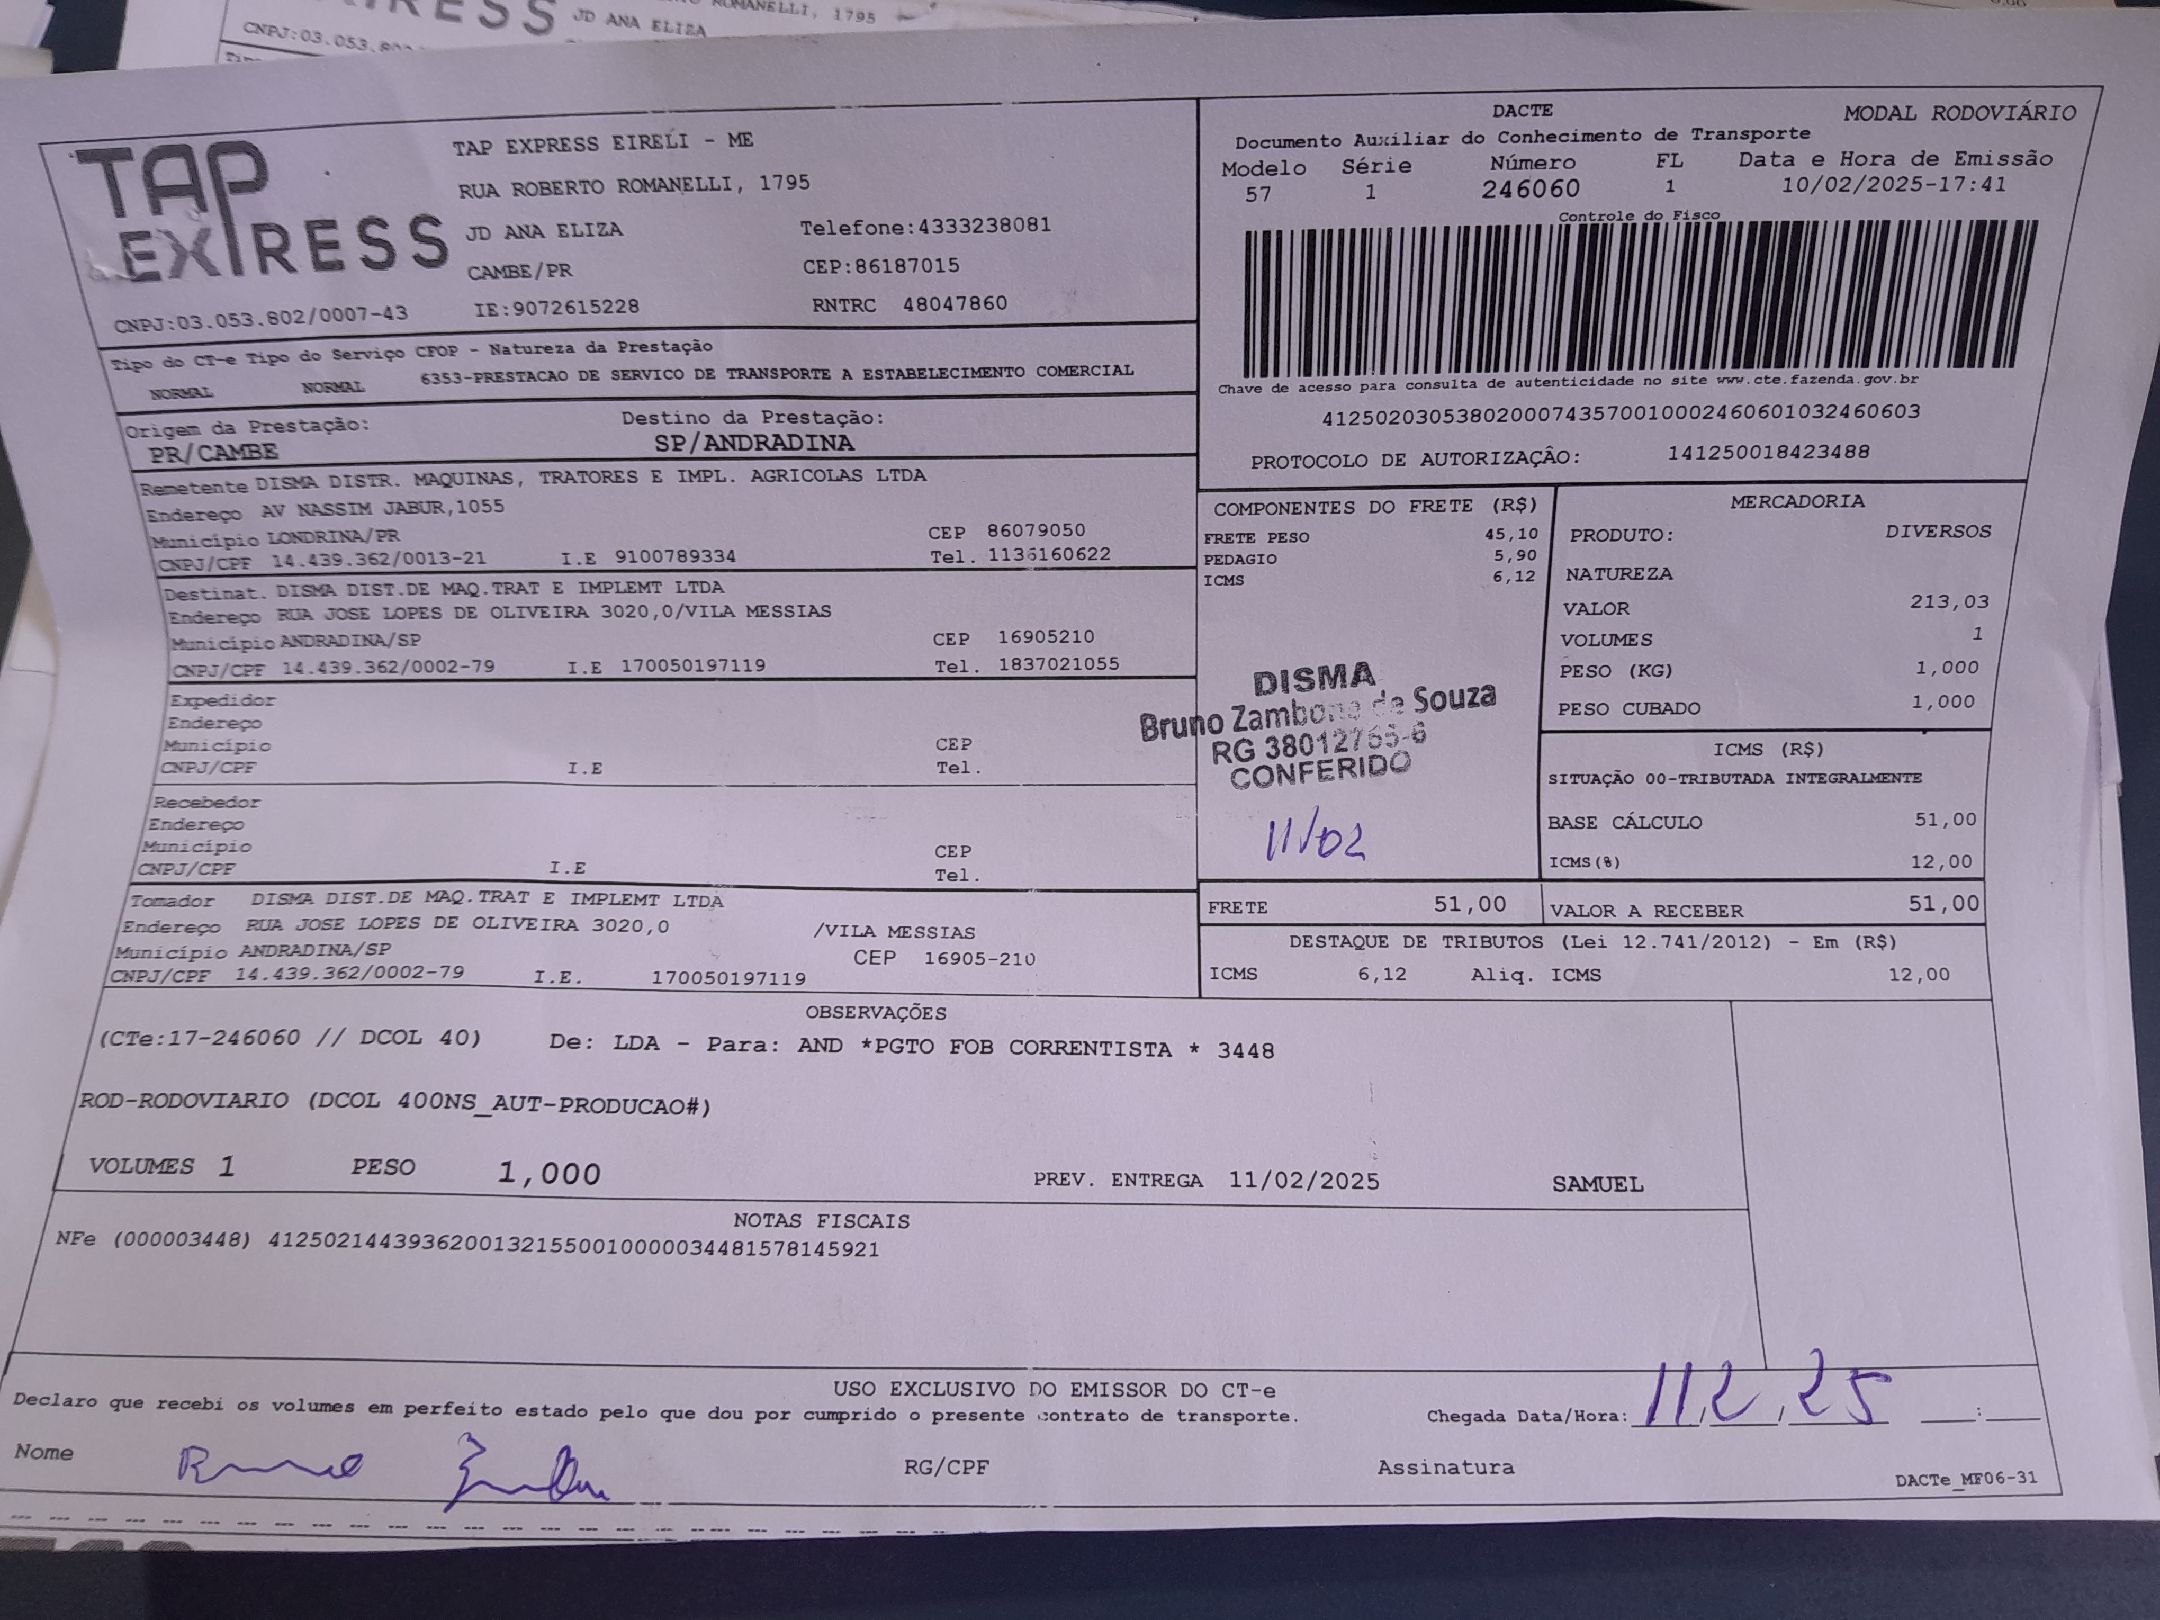 ROMANELLI, 1795
JD ANA ELIZA
CNPJ:03.053.802
TAP EXPRESS
TAP EXPRESS EIRELI - ME
RUA ROBERTO ROMANELLI, 1795
JD ANA ELIZA Telefone:4333238081
CAMBE/PR CEP:86187015
CNPJ:03.053.802/0007-43 IE:9072615228 RNTRC 48047860
DACTE MODAL RODOVIÁRIO
Documento Auxiliar do Conhecimento de Transporte
Modelo Série Número FL Data e Hora de Emissão
57 1 246060 1 10/02/2025-17:41
Controle do Fisco
Chave de acesso para consulta de autenticidade no site www.cte.fazenda.gov.br
41250203053802000743570010002460601032460603
PROTOCOLO DE AUTORIZAÇÃO: 141250018423488
Tipo do CT-e Tipo do Serviço CFOP - Natureza da Prestação
NORMAL NORMAL 6353-PRESTACAO DE SERVICO DE TRANSPORTE A ESTABELECIMENTO COMERCIAL
Origem da Prestação: Destino da Prestação:
PR/CAMBE SP/ANDRADINA
Remetente DISMA DISTR. MAQUINAS, TRATORES E IMPL. AGRICOLAS LTDA
Endereço AV NASSIM JABUR,1055
Município LONDRINA/PR CEP 86079050
CNPJ/CPF 14.439.362/0013-21 I.E 9100789334 Tel. 1136160622
Destinat. DISMA DIST.DE MAQ.TRAT E IMPLEMT LTDA
Endereço RUA JOSE LOPES DE OLIVEIRA 3020,0/VILA MESSIAS
Município ANDRADINA/SP CEP 16905210
CNPJ/CPF 14.439.362/0002-79 I.E 170050197119 Tel. 1837021055
Expedidor
Endereço
Município CEP
CNPJ/CPF I.E Tel.
Recebedor
Endereço
Município CEP
CNPJ/CPF I.E Tel.
Tomador DISMA DIST.DE MAQ.TRAT E IMPLEMT LTDA
Endereço RUA JOSE LOPES DE OLIVEIRA 3020,0 /VILA MESSIAS
Município ANDRADINA/SP CEP 16905-210
CNPJ/CPF 14.439.362/0002-79 I.E. 170050197119
COMPONENTES DO FRETE (R$)
FRETE PESO 45,10
PEDAGIO 5,90
ICMS 6,12
DISMA
Bruno Zambone de Souza
RG 38012765-6
CONFERIDO
11/02
MERCADORIA
PRODUTO: DIVERSOS
NATUREZA
VALOR 213,03
VOLUMES 1
PESO (KG) 1,000
PESO CUBADO 1,000
ICMS (R$)
SITUAÇÃO 00-TRIBUTADA INTEGRALMENTE
BASE CÁLCULO 51,00
ICMS(%) 12,00
FRETE 51,00 VALOR A RECEBER 51,00
DESTAQUE DE TRIBUTOS (Lei 12.741/2012) - Em (R$)
ICMS 6,12 Aliq. ICMS 12,00
OBSERVAÇÕES
(CTe:17-246060 // DCOL 40) De: LDA - Para: AND *PGTO FOB CORRENTISTA * 3448
ROD-RODOVIARIO (DCOL 400NS_AUT-PRODUCAO#)
VOLUMES 1 PESO 1,000 PREV. ENTREGA 11/02/2025 SAMUEL
NOTAS FISCAIS
NFe (000003448) 41250214439362001321550010000034481578145921
USO EXCLUSIVO DO EMISSOR DO CT-e
Declaro que recebi os volumes em perfeito estado pelo que dou por cumprido o presente contrato de transporte. Chegada Data/Hora: 11/2/25 :
Nome Bruno RG/CPF Assinatura
DACTe_MF06-31